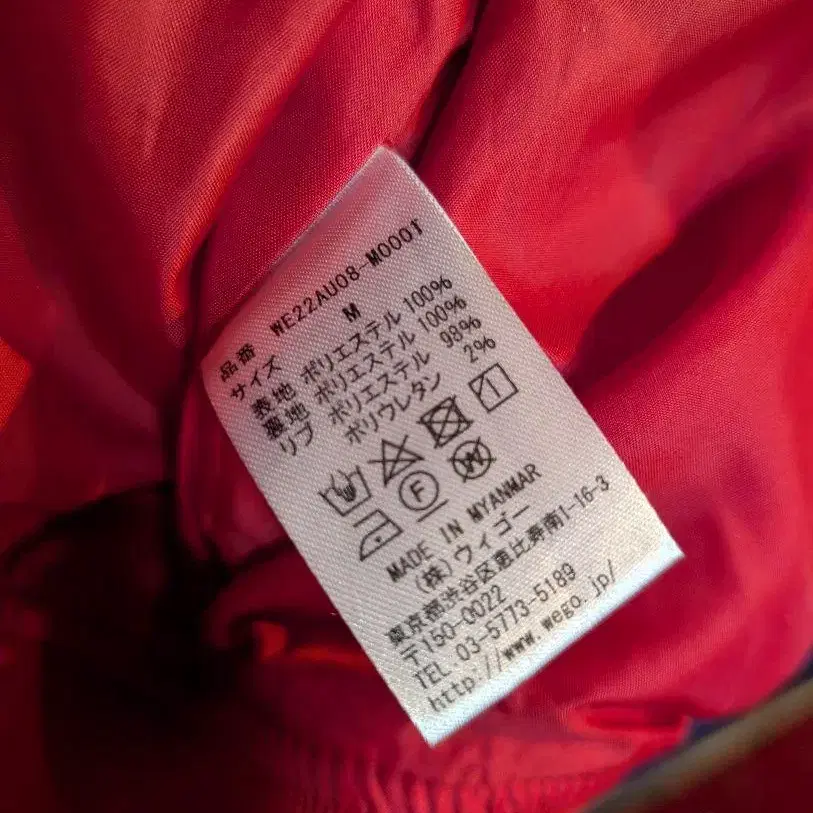 品番 WE22AU08-M0001
サイズ M
表地 ポリエステル 100%
裏地 ポリエステル 100%
リブ ポリエステル 98%
ポリウレタン 2%
F W
MADE IN MYANMAR
(株) ウィゴー
東京都渋谷区恵比寿南1-16-3
〒150-0022
TEL. 03-5773-5189
http://www.wego.jp/